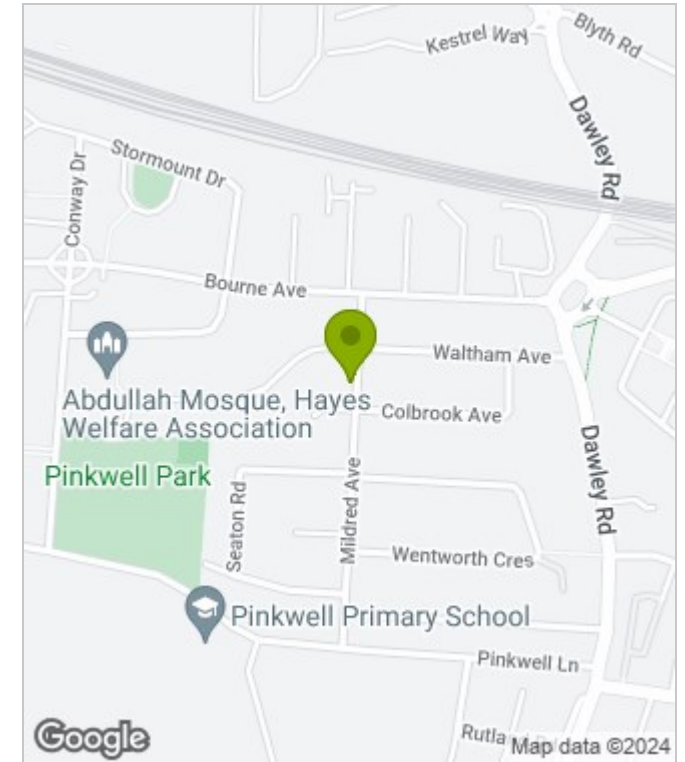 Kestrel Way
Blyth Rd
Dawley Rd
Stormount Dr
Conway Dr
Bourne Ave
Waltham Ave
Abdullah Mosque, Hayes
Welfare Association
Colbrook Ave
Pinkwell Park
Dawley Rd
Seaton Rd
Mildred Ave
Wentworth Cres
Pinkwell Primary School
Pinkwell Ln
Google
Map data ©2024